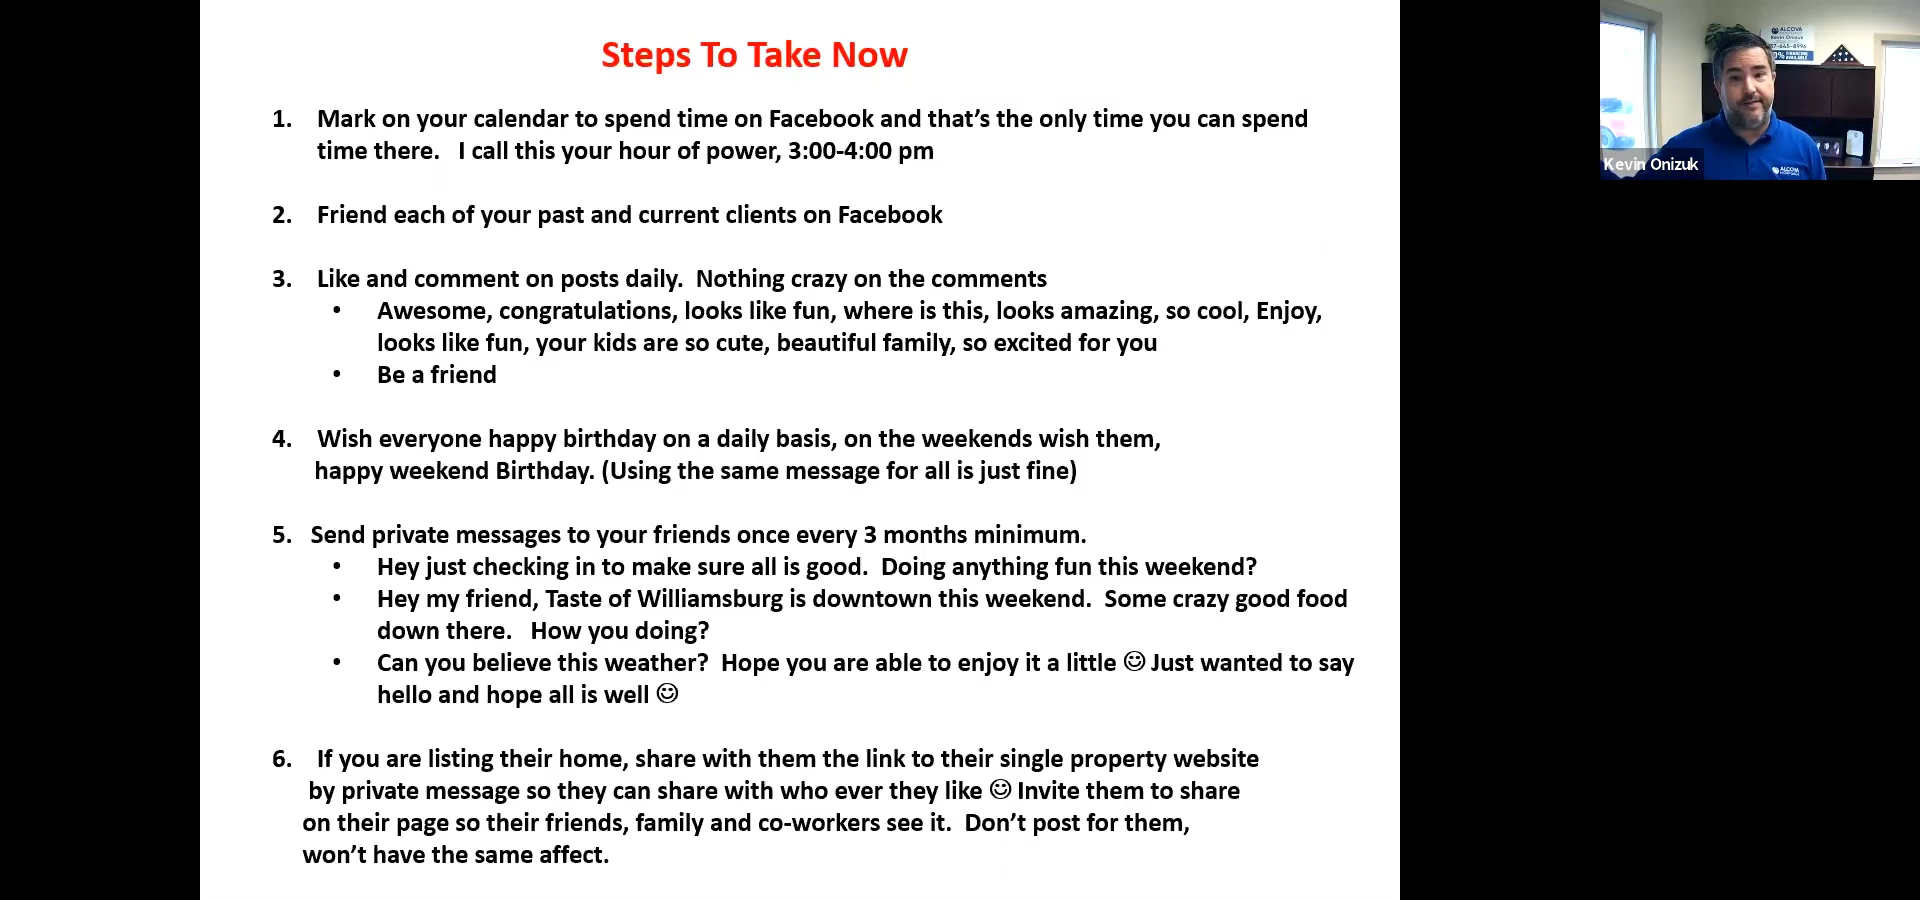 Steps To Take Now
1. Mark on your calendar to spend time on Facebook and that's the only time you can spend
time there. I call this your hour of power, 3:00-4:00 pm
2. Friend each of your past and current clients on Facebook
3. Like and comment on posts daily. Nothing crazy on the comments
• Awesome, congratulations, looks like fun, where is this, looks amazing, so cool, Enjoy,
looks like fun, your kids are so cute, beautiful family, so excited for you
• Be a friend
4. Wish everyone happy birthday on a daily basis, on the weekends wish them,
happy weekend Birthday. (Using the same message for all is just fine)
5. Send private messages to your friends once every 3 months minimum.
• Hey just checking in to make sure all is good. Doing anything fun this weekend?
• Hey my friend, Taste of Williamsburg is downtown this weekend. Some crazy good food
down there. How you doing?
• Can you believe this weather? Hope you are able to enjoy it a little ☺ Just wanted to say
hello and hope all is well ☺
6. If you are listing their home, share with them the link to their single property website
by private message so they can share with who ever they like ☺ Invite them to share
on their page so their friends, family and co-workers see it. Don't post for them,
won't have the same affect.
ALCOVA
Kevin Onizuk
57-645-8996
FINANCING
AVAILABLE
ALCOVA
Kevin Onizuk